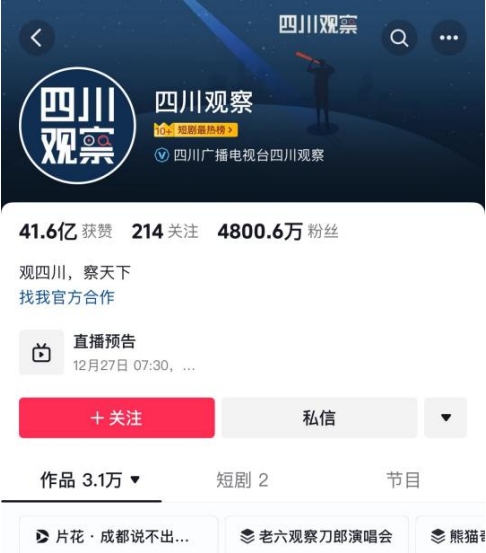 四川观察
四川
观察
四川观察
10+ 短剧最热榜 >
四川广播电视台四川观察
41.6亿 获赞 214 关注 4800.6万 粉丝
观四川，察天下
找我官方合作
直播预告
12月27日 07:30，...
+ 关注 私信
作品 3.1万 短剧 2 节目
片花 · 成都说不出... 老六观察刀郎演唱会 熊猫